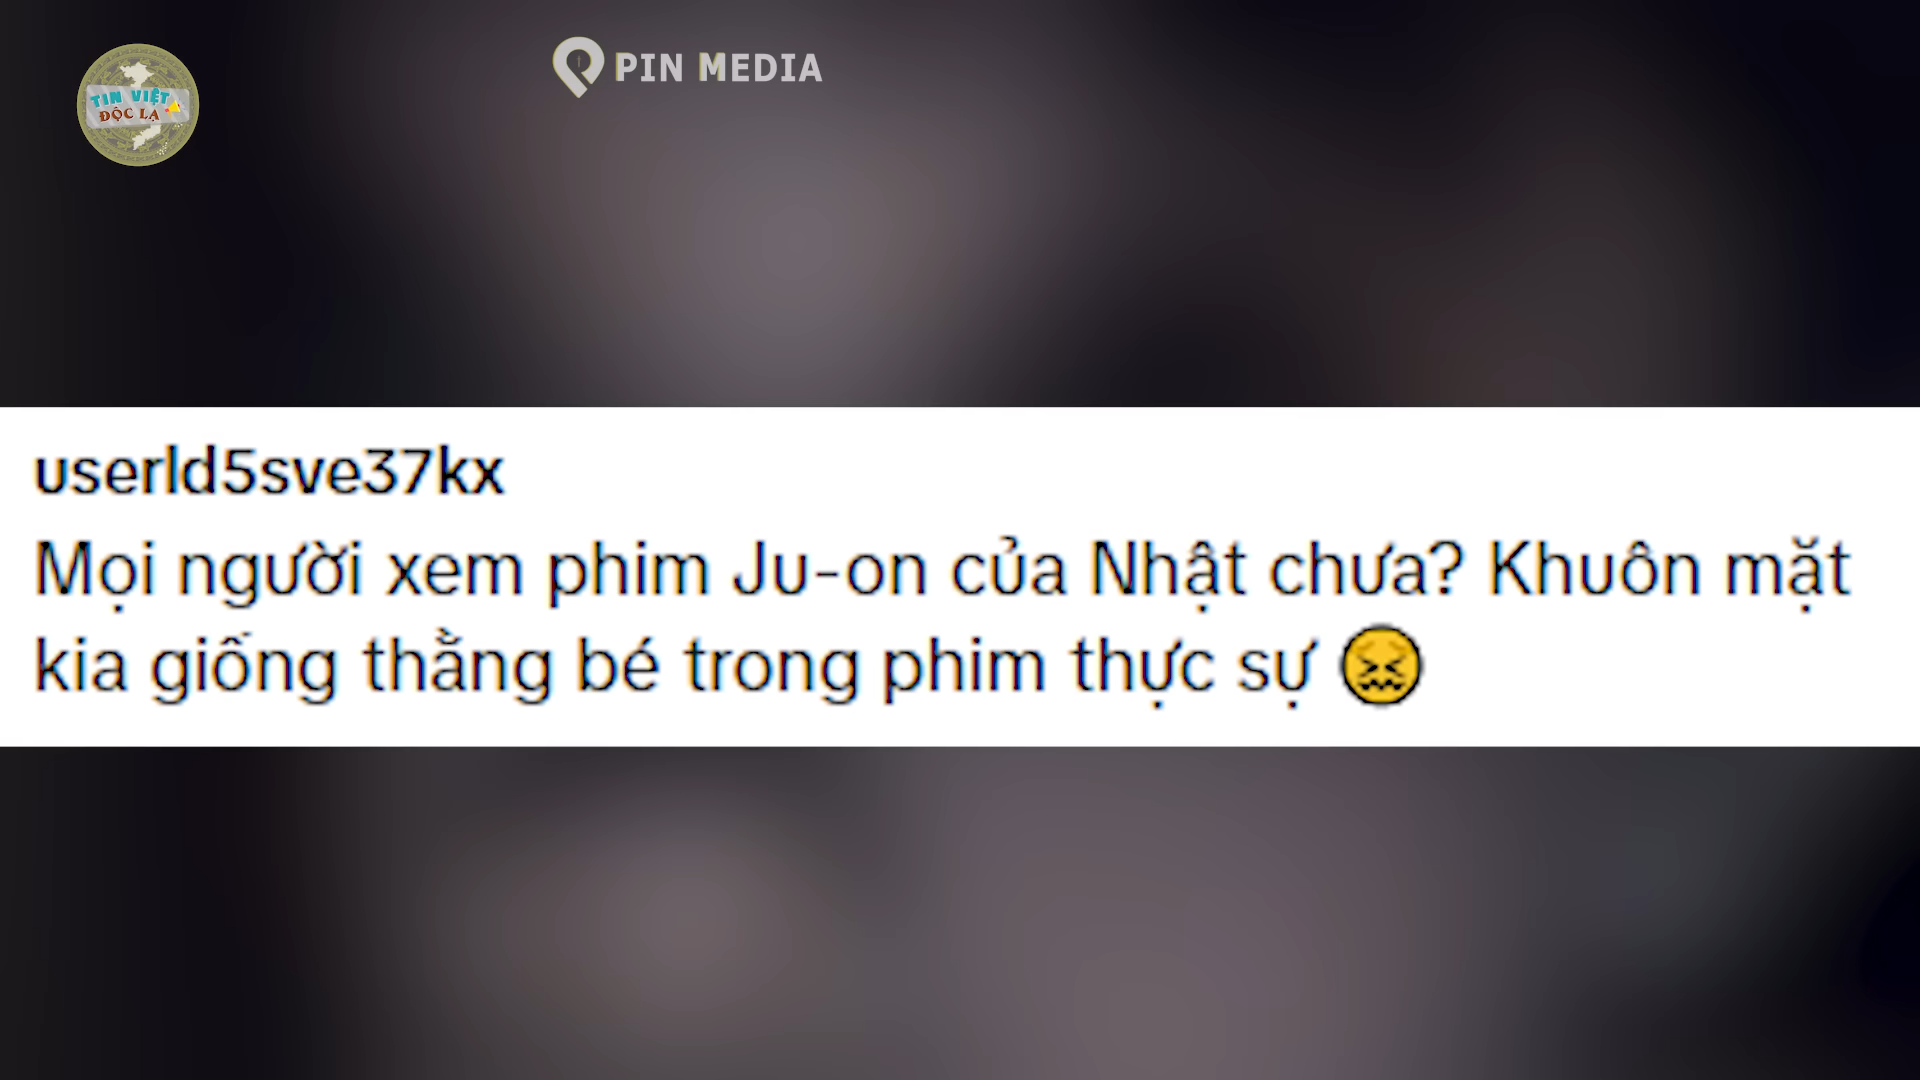 PIN MEDIA
TIN VIỆT
ĐỘC LẠ
userld5sve37kx
Mọi người xem phim Ju-on của Nhật chưa? Khuôn mặt
kia giống thằng bé trong phim thực sự 😖